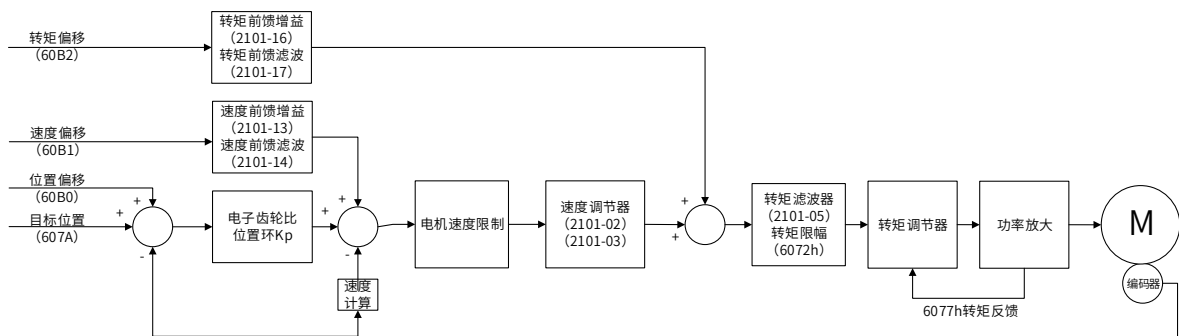 转矩偏移
（60B2）
转矩前馈增益
（2101-16）
转矩前馈滤波
（2101-17）
速度偏移
（60B1）
速度前馈增益
（2101-13）
速度前馈滤波
（2101-14）
位置偏移
（60B0）
目标位置
（607A）
+
+
-
电子齿轮比
位置环Kp
+
+
-
速度
计算
电机速度限制
速度调节器
（2101-02）
（2101-03）
+
+
转矩滤波器
（2101-05）
转矩限幅
（6072h）
转矩调节器
功率放大
6077h转矩反馈
M
编码器